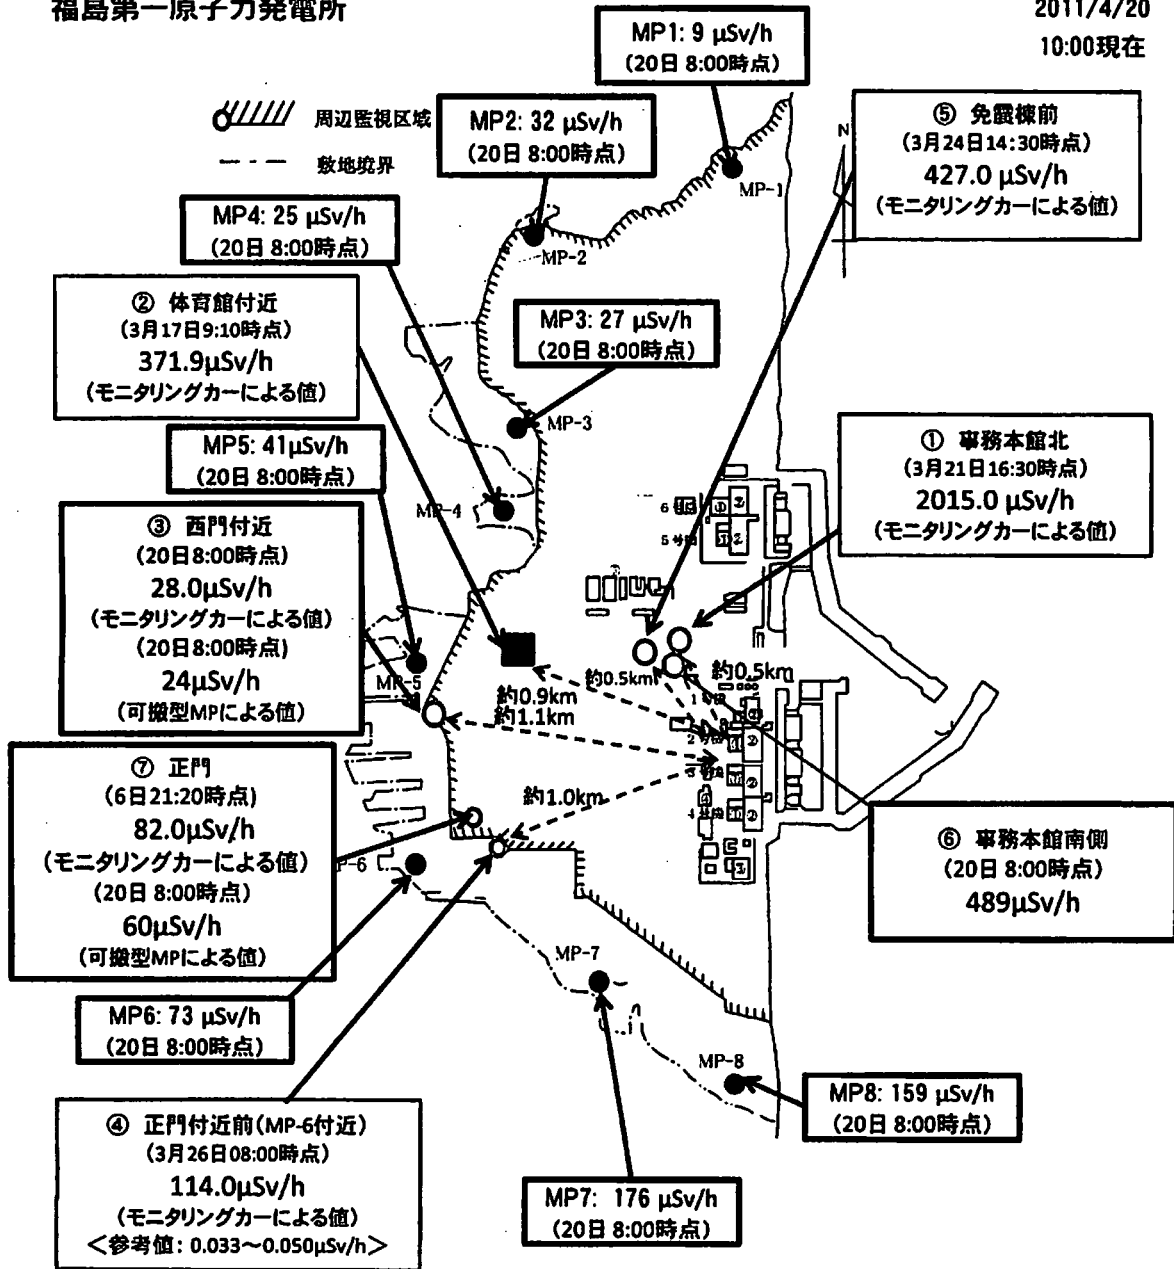 福島第一原子力発電所
2011/4/20
10:00現在
周辺監視区域
敷地境界
MP1: 9 μSv/h
(20日 8:00時点)
MP2: 32 μSv/h
(20日 8:00時点)
⑤ 免震棟前
(3月24日14:30時点)
427.0 μSv/h
(モニタリングカーによる値)
N
MP-1
MP4: 25 μSv/h
(20日 8:00時点)
MP-2
② 体育館付近
(3月17日9:10時点)
371.9μSv/h
(モニタリングカーによる値)
MP3: 27 μSv/h
(20日 8:00時点)
MP-3
① 事務本館北
(3月21日16:30時点)
2015.0 μSv/h
(モニタリングカーによる値)
MP5: 41μSv/h
(20日 8:00時点)
MP-4
③ 西門付近
(20日8:00時点)
28.0μSv/h
(モニタリングカーによる値)
(20日8:00時点)
24μSv/h
(可搬型MPによる値)
MP-5
約0.5km
約0.5km
約0.9km
約1.1km
約1.0km
⑦ 正門
(6日21:20時点)
82.0μSv/h
(モニタリングカーによる値)
(20日 8:00時点)
60μSv/h
(可搬型MPによる値)
P-6
⑥ 事務本館南側
(20日 8:00時点)
489μSv/h
MP-7
MP6: 73 μSv/h
(20日 8:00時点)
MP-8
MP8: 159 μSv/h
(20日 8:00時点)
④ 正門付近前(MP-6付近)
(3月26日08:00時点)
114.0μSv/h
(モニタリングカーによる値)
<参考値: 0.033～0.050μSv/h>
MP7: 176 μSv/h
(20日 8:00時点)